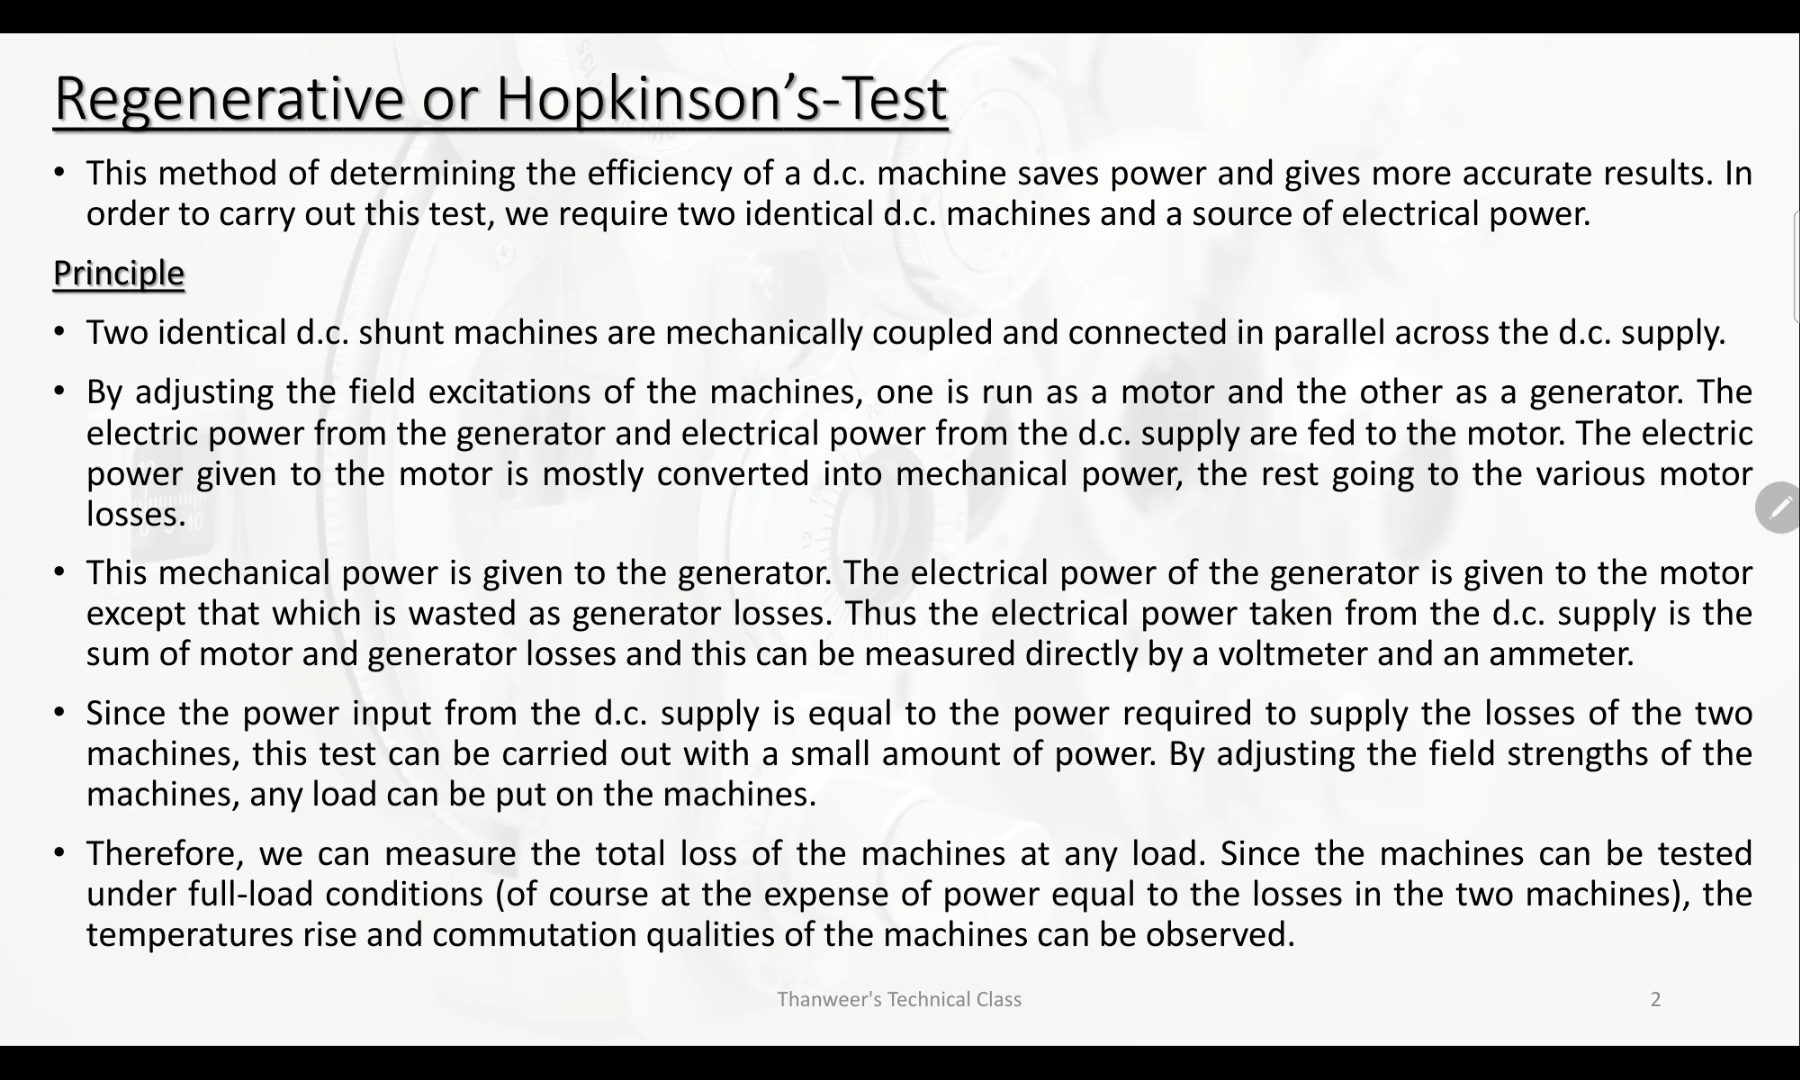 Regenerative or Hopkinson’s-Test
• This method of determining the efficiency of a d.c. machine saves power and gives more accurate results. In
order to carry out this test, we require two identical d.c. machines and a source of electrical power.
Principle
• Two identical d.c. shunt machines are mechanically coupled and connected in parallel across the d.c. supply.
• By adjusting the field excitations of the machines, one is run as a motor and the other as a generator. The
electric power from the generator and electrical power from the d.c. supply are fed to the motor. The electric
power given to the motor is mostly converted into mechanical power, the rest going to the various motor
losses.
• This mechanical power is given to the generator. The electrical power of the generator is given to the motor
except that which is wasted as generator losses. Thus the electrical power taken from the d.c. supply is the
sum of motor and generator losses and this can be measured directly by a voltmeter and an ammeter.
• Since the power input from the d.c. supply is equal to the power required to supply the losses of the two
machines, this test can be carried out with a small amount of power. By adjusting the field strengths of the
machines, any load can be put on the machines.
• Therefore, we can measure the total loss of the machines at any load. Since the machines can be tested
under full-load conditions (of course at the expense of power equal to the losses in the two machines), the
temperatures rise and commutation qualities of the machines can be observed.
Thanweer's Technical Class
2